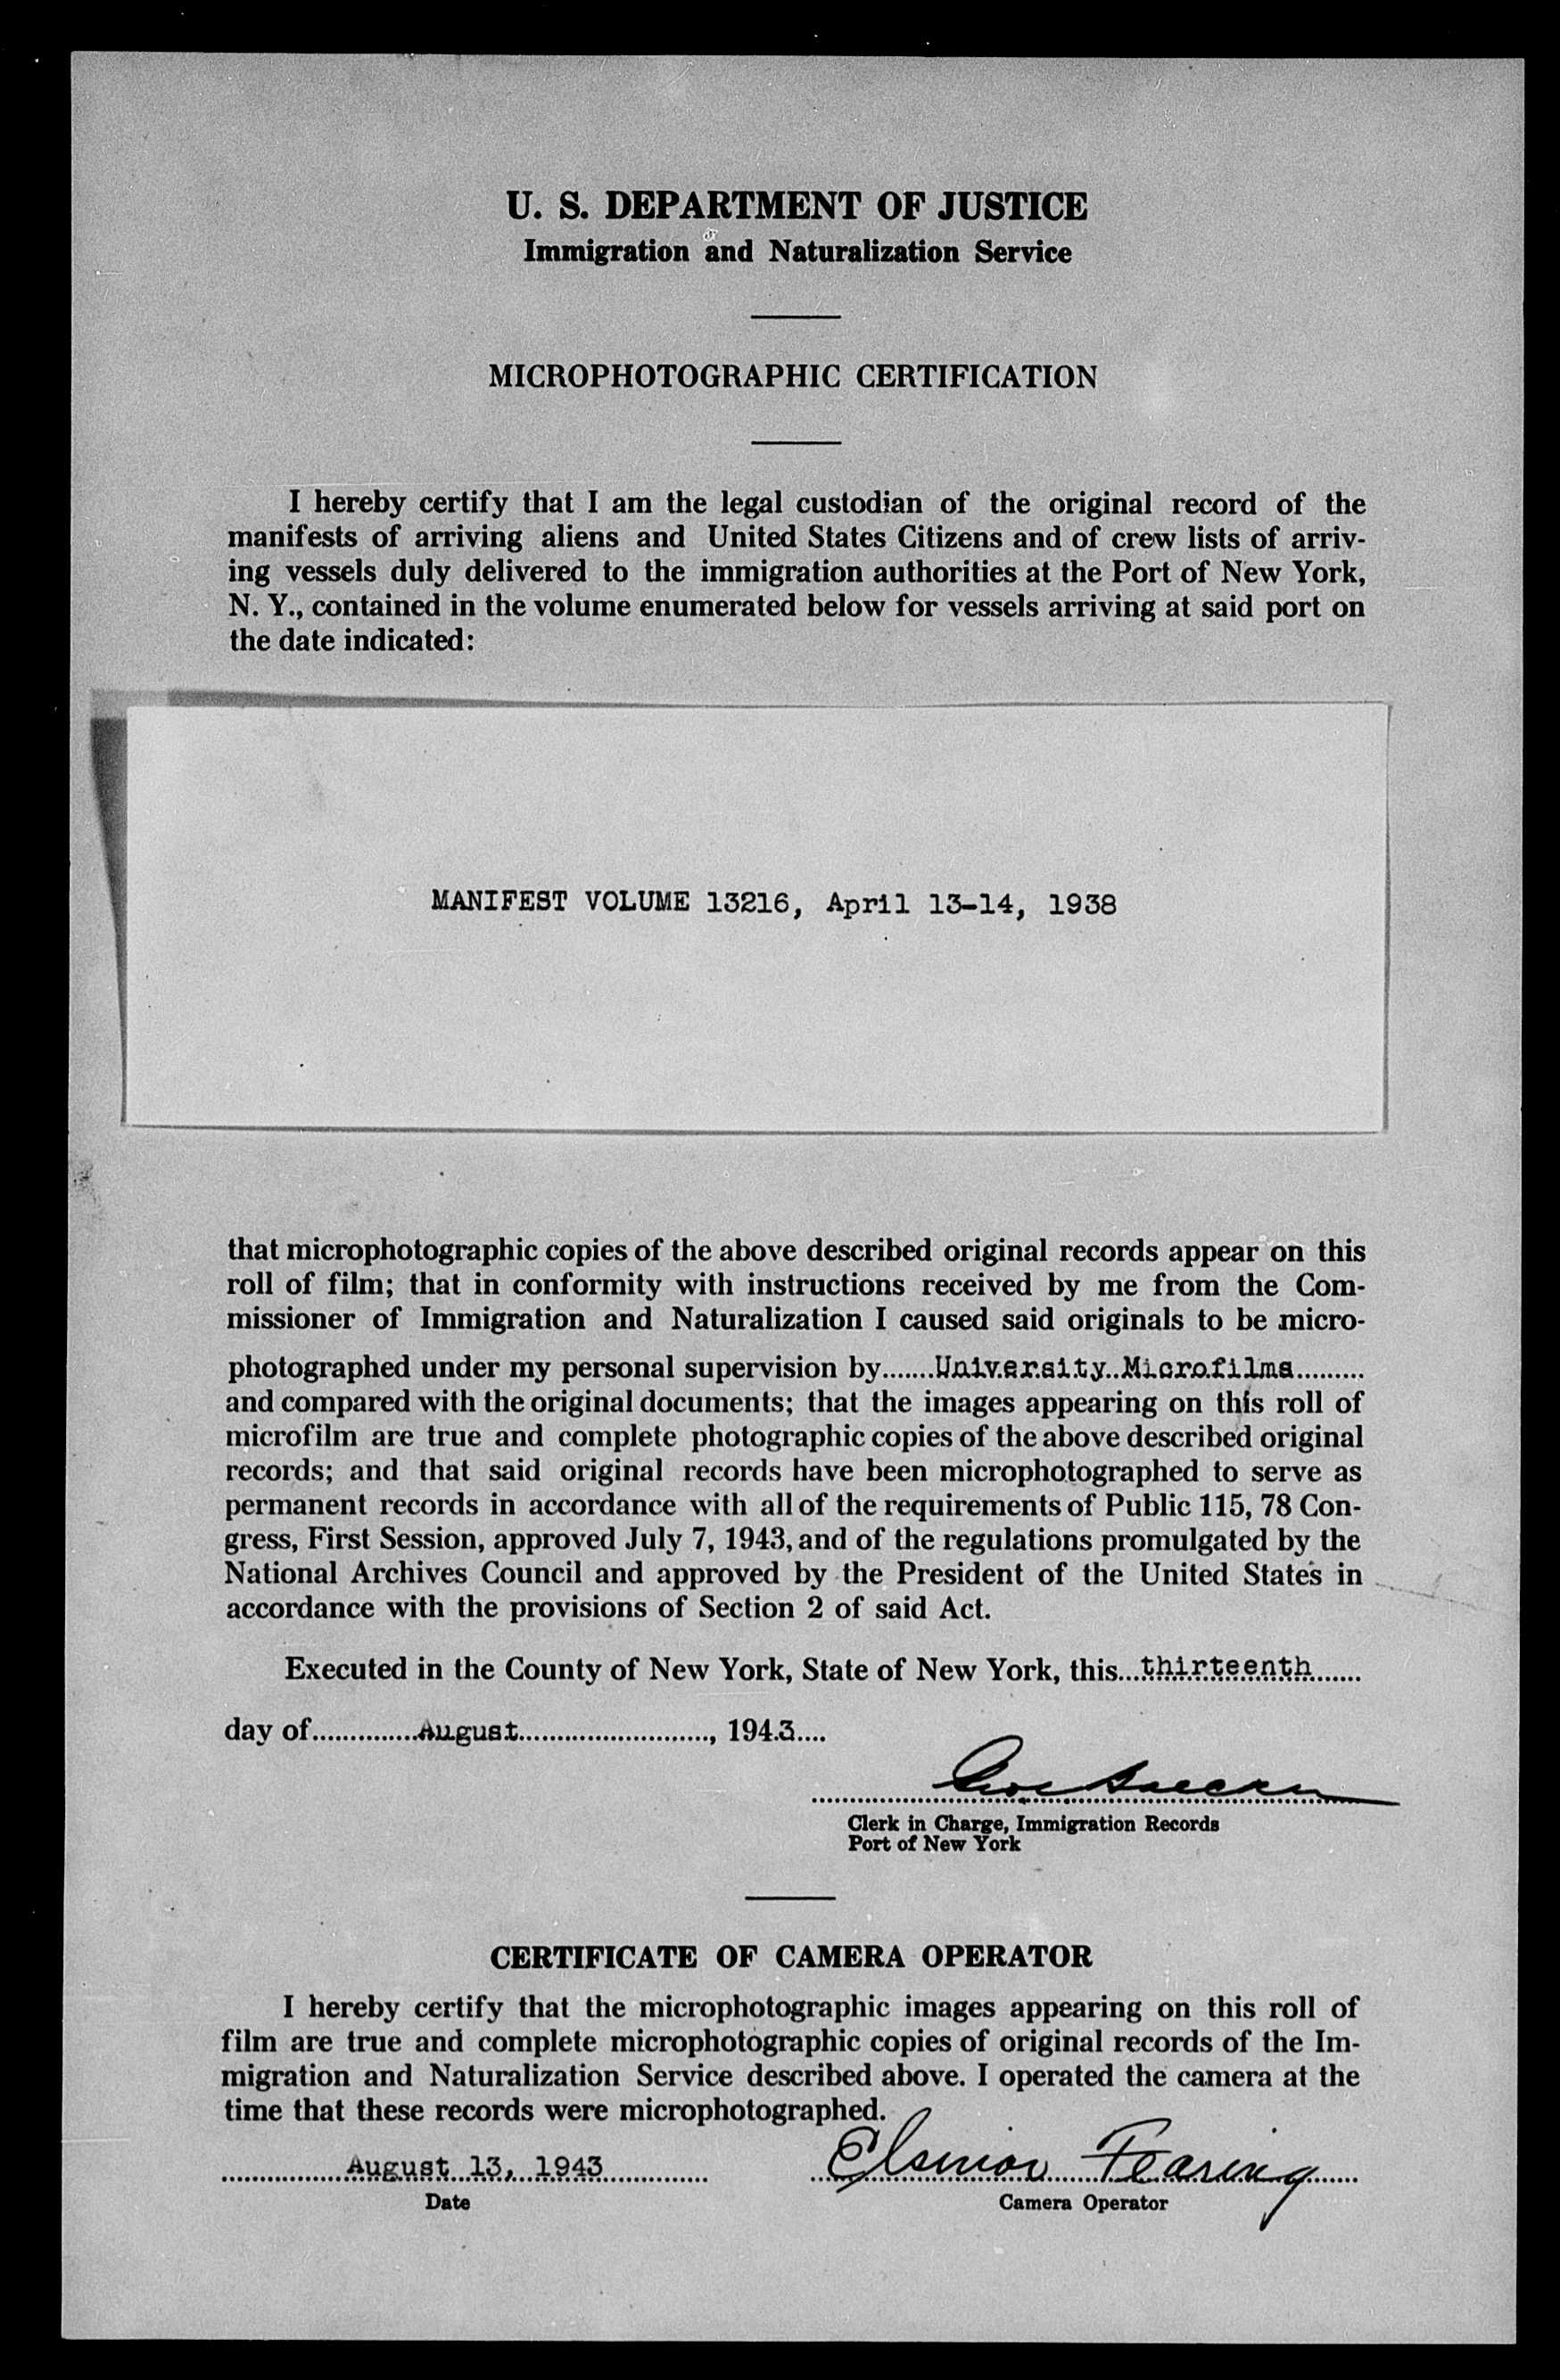 U. S. DEPARTMENT OF JUSTICE
Immigration and Naturalization Service
MICROPHOTOGRAPHIC CERTIFICATION
I hereby certify that I am the legal custodian of the original record of the
manifests of arriving aliens and United States Citizens and of crew lists of arriv-
ing vessels duly delivered to the immigration authorities at the Port of New York,
N. Y., contained in the volume enumerated below for vessels arriving at said port on
the date indicated:
MANIFEST VOLUME 13216, April 13-14, 1938
that microphotographic copies of the above described original records appear on this
roll of film; that in conformity with instructions received by me from the Com-
missioner of Immigration and Naturalization I caused said originals to be micro-
photographed under my personal supervision by University Microfilms
and compared with the original documents; that the images appearing on this roll of
microfilm are true and complete photographic copies of the above described original
records; and that said original records have been microphotographed to serve as
permanent records in accordance with all of the requirements of Public 115, 78 Con-
gress, First Session, approved July 7, 1943, and of the regulations promulgated by the
National Archives Council and approved by the President of the United States in
accordance with the provisions of Section 2 of said Act.
Executed in the County of New York, State of New York, this thirteenth
day of August, 1943
Clerk in Charge, Immigration Records
Port of New York
CERTIFICATE OF CAMERA OPERATOR
I hereby certify that the microphotographic images appearing on this roll of
film are true and complete microphotographic copies of original records of the Im-
migration and Naturalization Service described above. I operated the camera at the
time that these records were microphotographed.
August 13, 1943 Fearing
Date Camera Operator